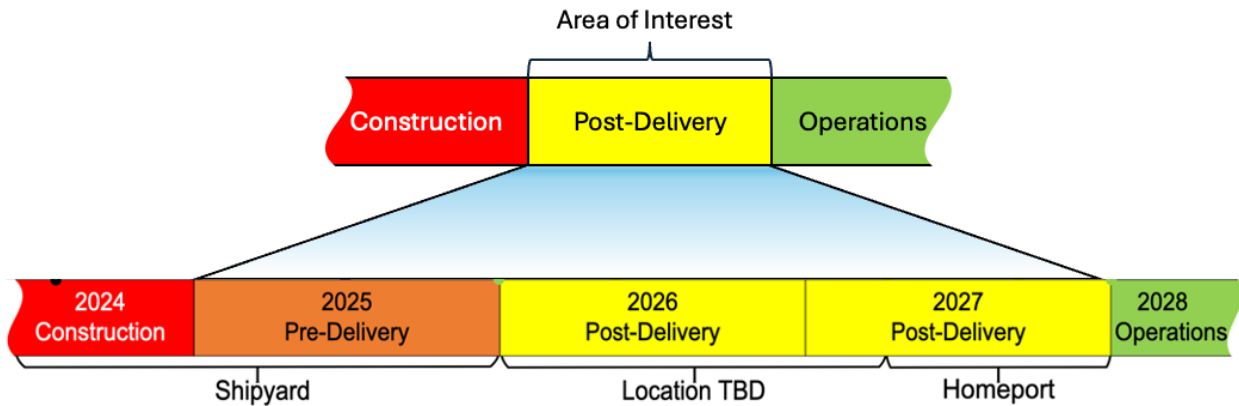 Area of Interest
Construction
Post-Delivery
Operations
2024
Construction
2025
Pre-Delivery
2026
Post-Delivery
2027
Post-Delivery
2028
Operations
Shipyard
Location TBD
Homeport